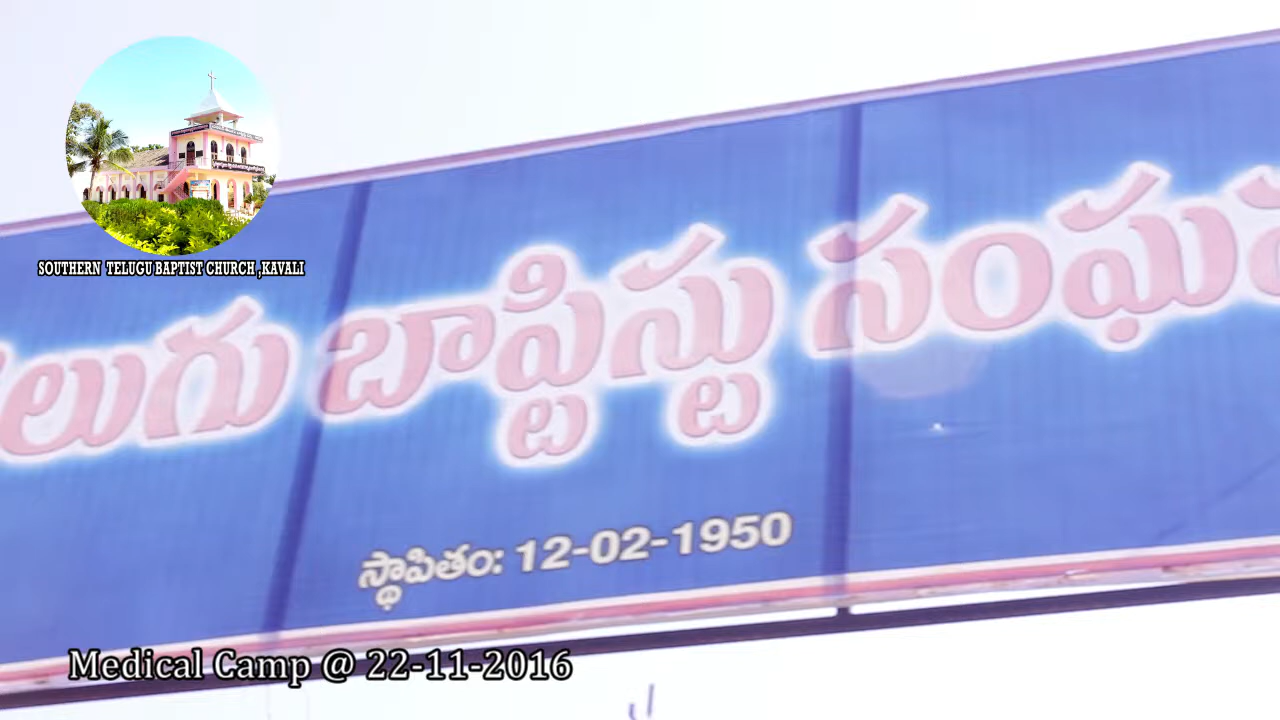 SOUTHERN TELUGU BAPTIST CHURCH ,KAVALI
లుగు బాప్టిస్టు సంఘ
స్థాపితం: 12-02-1950
Medical Camp @ 22-11-2016